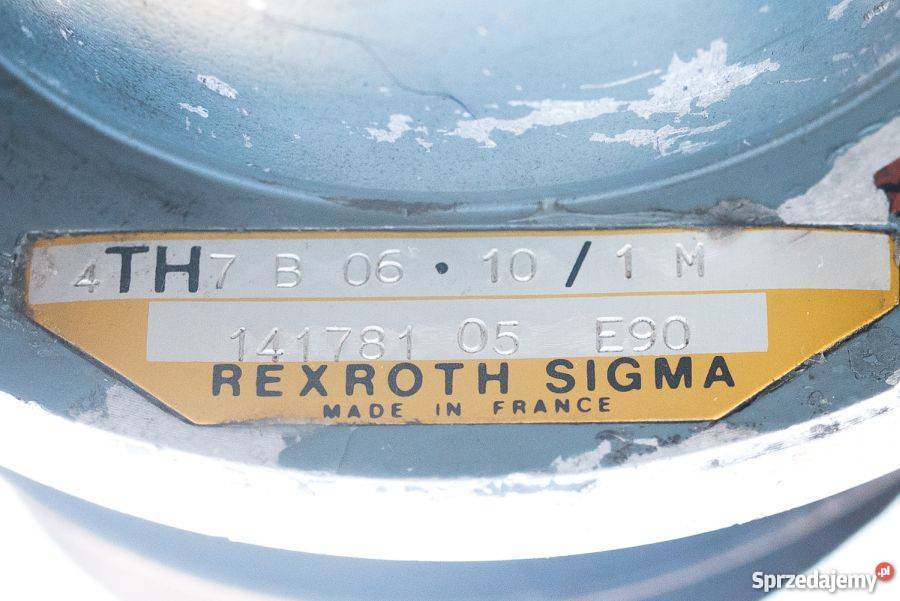 4TH7 B 06 · 10 / 1 M
141781 05 E90
REXROTH SIGMA
MADE IN FRANCE
Sprzedajemy.pl